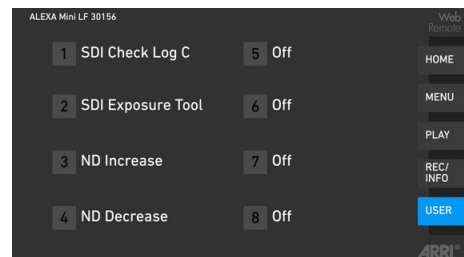 ALEXA Mini LF 30156
Web
Remote
1 SDI Check Log C
5 Off
HOME
2 SDI Exposure Tool
6 Off
MENU
PLAY
3 ND Increase
7 Off
REC/
INFO
4 ND Decrease
8 Off
USER
ARRI®